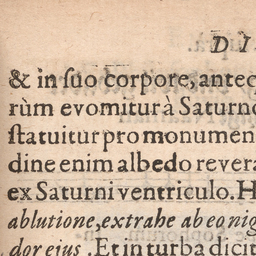 D I
& in ſuo corpore, anteq
rùm evomitur à Saturno
ſtatuitur pro monumen
dine enim albedo revera
ex Saturni ventriculo. H
ablutione, extrahe ab eo nig
dor ejus. Et in turba dicit